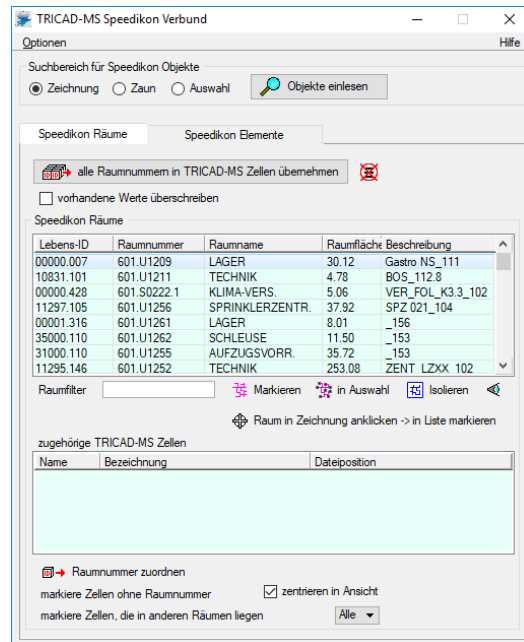 TRICAD-MS Speedikon Verbund
Optionen Hilfe
Suchbereich für Speedikon Objekte
Zeichnung Zaun Auswahl Objekte einlesen
Speedikon Räume Speedikon Elemente
alle Raumnummern in TRICAD-MS Zellen übernehmen
vorhandene Werte überschreiben
Speedikon Räume
Lebens-ID Raumnummer Raumname Raumfläche Beschreibung
00000.007 601.U1209 LAGER 30.12 Gastro NS_111
10831.101 601.U1211 TECHNIK 4.78 BOS_112.8
00000.428 601.S0222.1 KLIMA-VERS. 5.06 VER_FOL_K3.3_102
11297.105 601.U1256 SPRINKLERZENTR. 37.92 SPZ 021_104
00001.316 601.U1261 LAGER 8.01 _156
35000.110 601.U1262 SCHLEUSE 11.50 _153
31000.110 601.U1255 AUFZUGSVORR. 35.72 _153
11295.146 601.U1252 TECHNIK 253.08 ZENT_LZXX_102
Raumfilter Markieren in Auswahl Isolieren
Raum in Zeichnung anklicken -> in Liste markieren
zugehörige TRICAD-MS Zellen
Name Bezeichnung Dateiposition
Raumnummer zuordnen
markiere Zellen ohne Raumnummer zentrieren in Ansicht
markiere Zellen, die in anderen Räumen liegen Alle